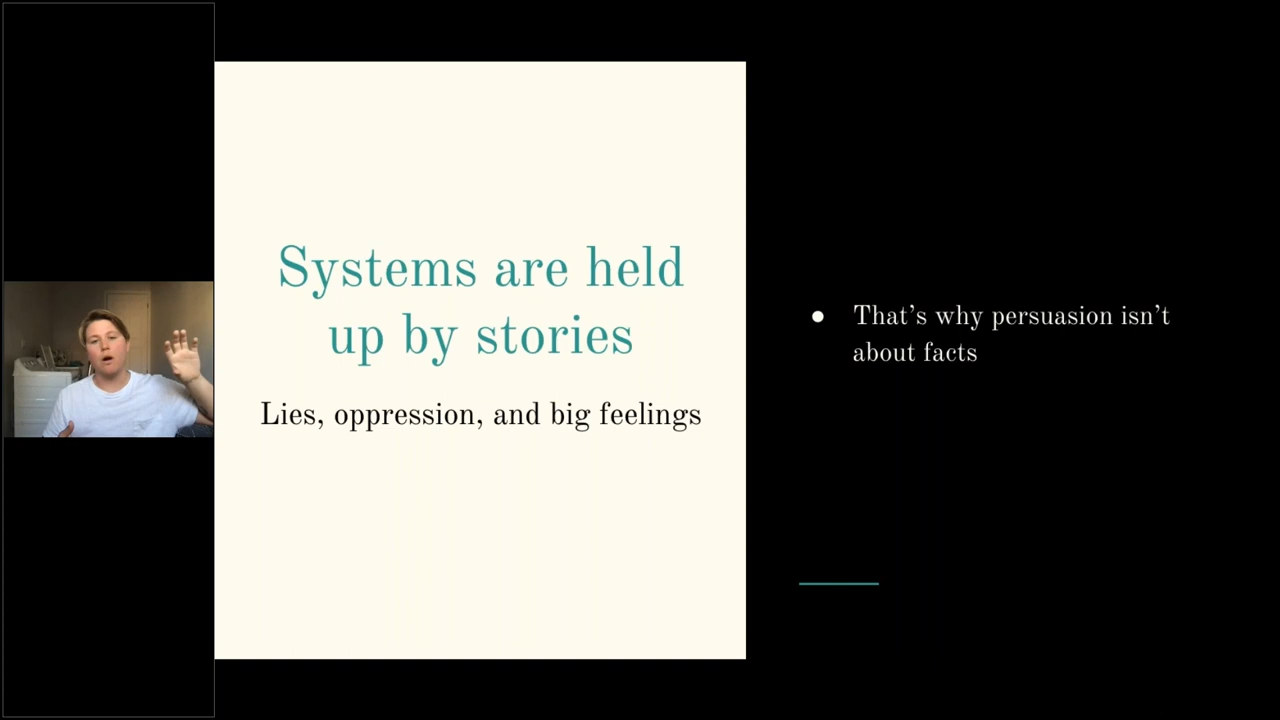 Systems are held
up by stories
Lies, oppression, and big feelings
● That’s why persuasion isn’t
about facts